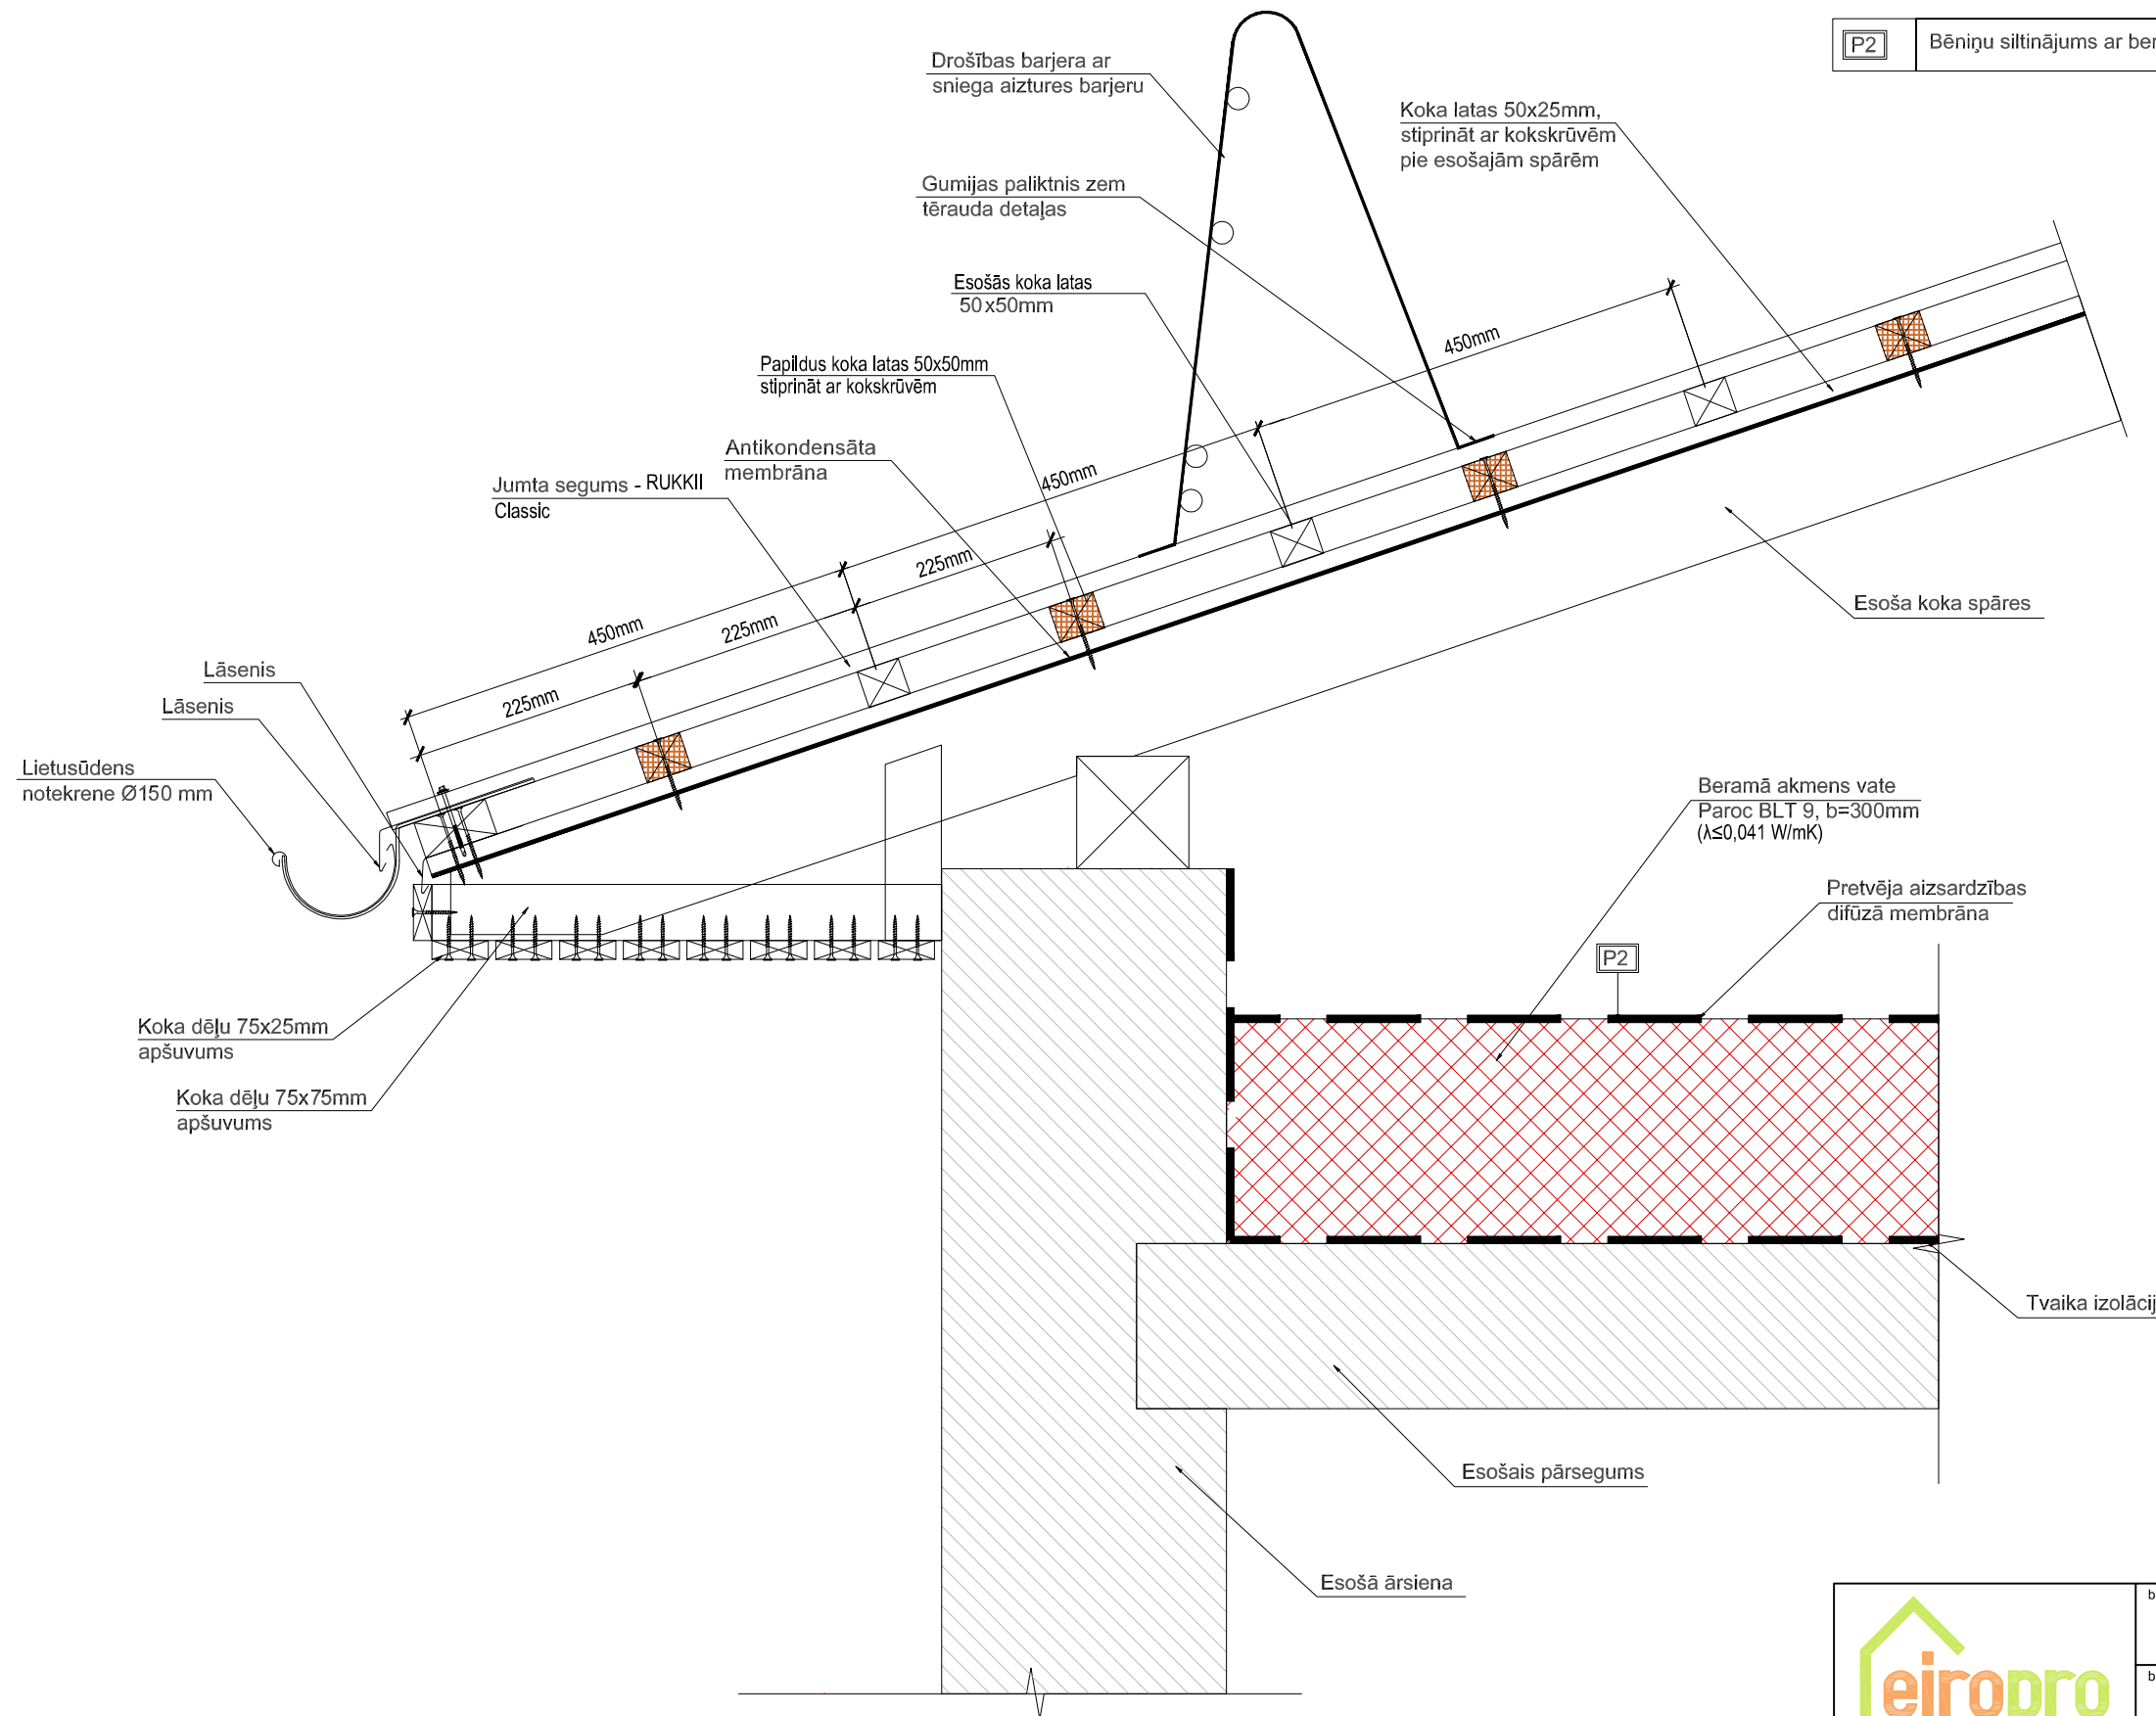 P2
Bēniņu siltinājums ar
Drošības barjera ar
sniega aiztures barjeru
Koka latas 50x25mm,
stiprināt ar kokskrūvēm
pie esošajām spārēm
Gumijas paliktnis zem
tērauda detaļas
Esošās koka latas
50x50mm
450mm
Papildus koka latas 50x50mm
stiprināt ar kokskrūvēm
Antikondensāta
membrāna
450mm
Jumta segums - RUKKII
Classic
225mm
450mm
225mm
225mm
Esoša koka spāres
Lāsenis
Lāsenis
Lietusūdens
notekrene Ø150 mm
Beramā akmens vate
Paroc BLT 9, b=300mm
(λ≤0,041 W/mK)
Pretvēja aizsardzības
difūzā membrāna
P2
Koka dēļu 75x25mm
apšuvums
Koka dēļu 75x75mm
apšuvums
Tvaika
Esošais pārsegums
Esošā ārsiena
eiropro